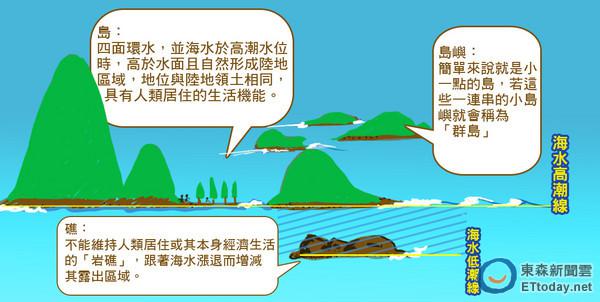 島：
四面環水，並海水於高潮水位
時，高於水面且自然形成陸地
區域，地位與陸地領土相同，
具有人類居住的生活機能。
島嶼：
簡單來說就是小
一點的島，若這
些一連串的小島
嶼就會稱為
「群島」
海水高潮線
礁：
不能維持人類居住或其本身經濟生活
的「岩礁」，跟著海水漲退而增減
其露出區域。
海水低潮線
東森新聞雲
ETtoday.net